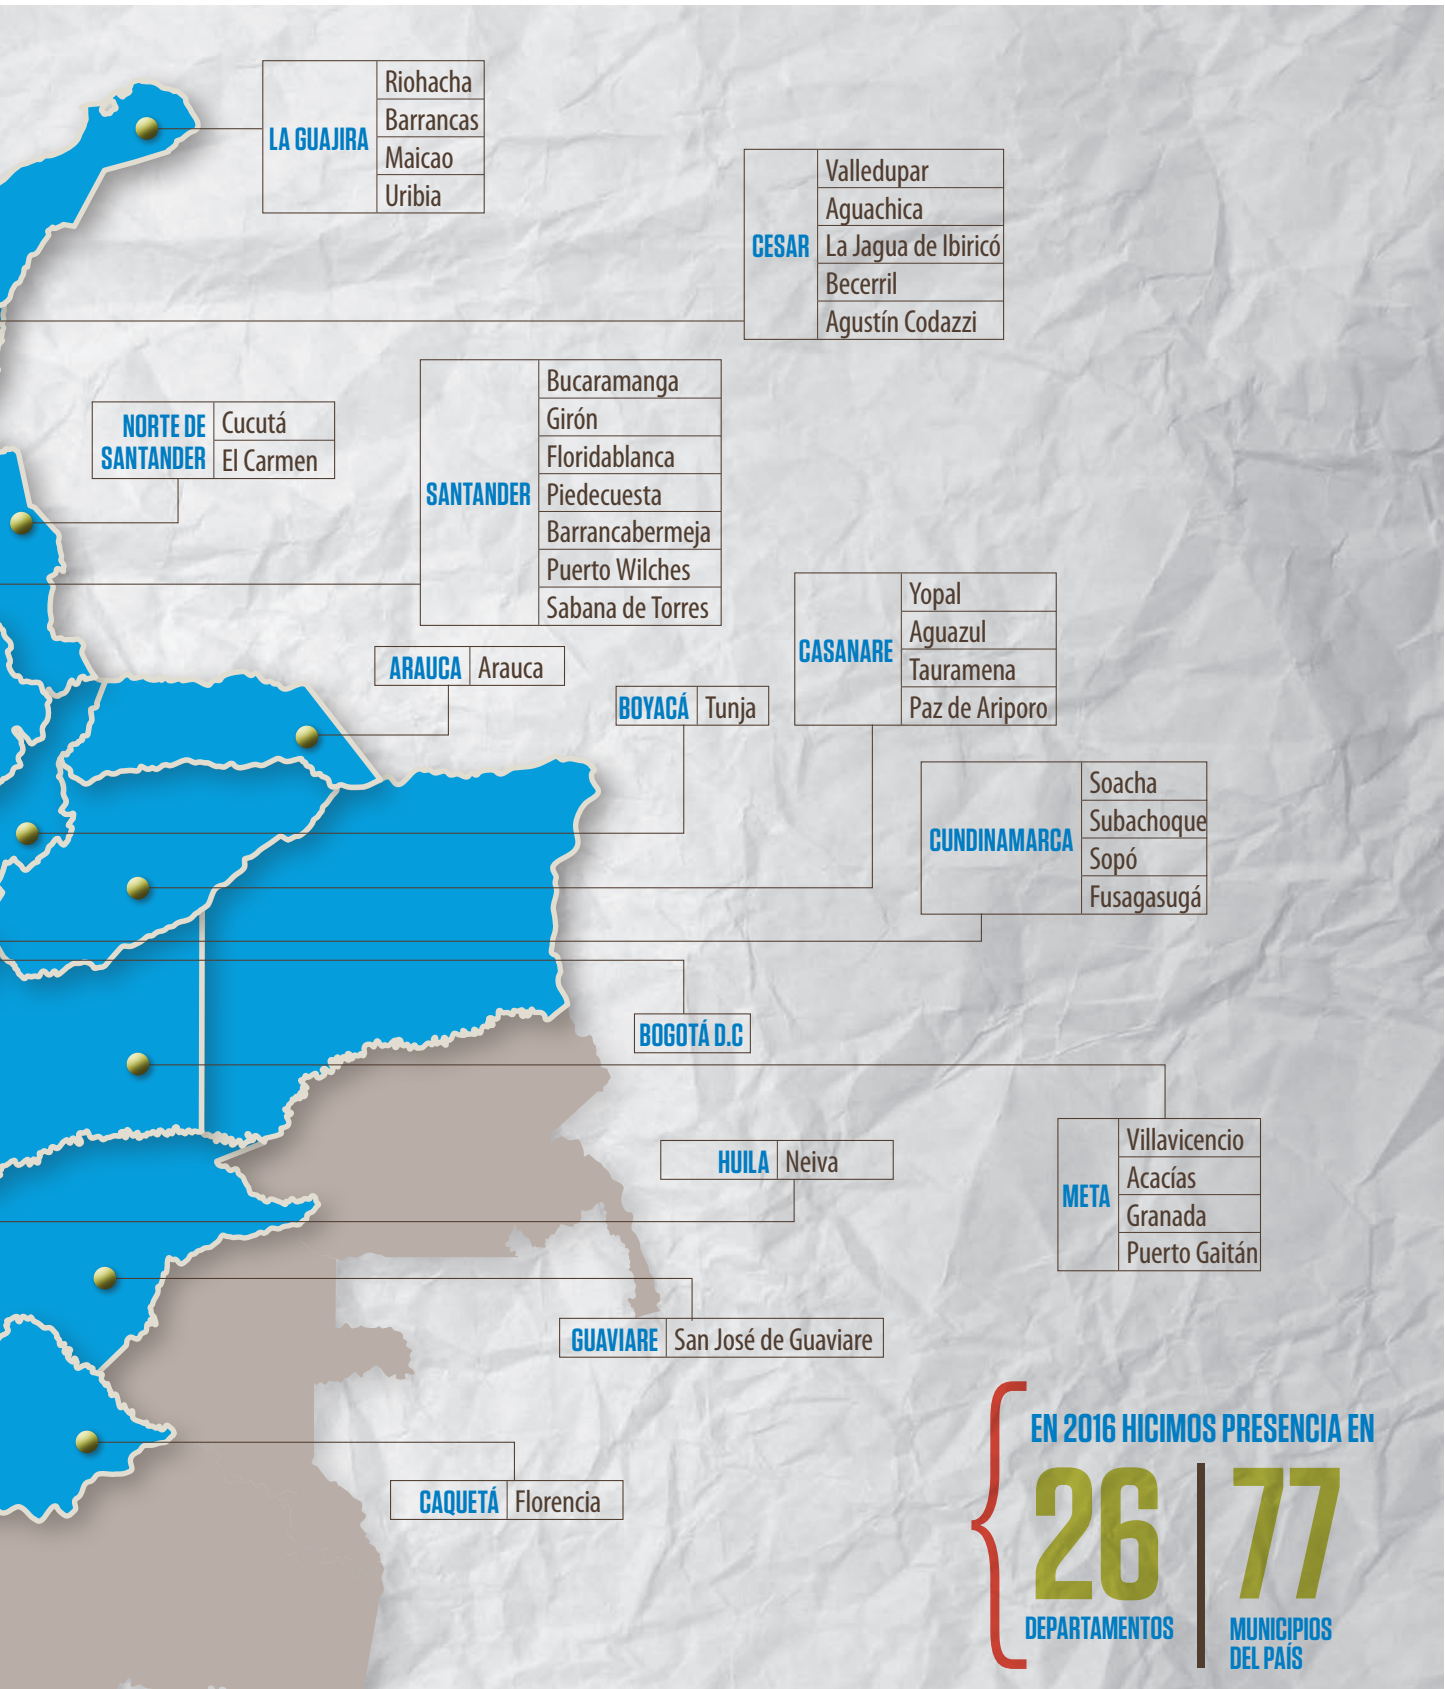 LA GUAJIRA
Riohacha
Barrancas
Maicao
Uribia
CESAR
Valledupar
Aguachica
La Jagua de Ibiricó
Becerril
Agustín Codazzi
NORTE DE
SANTANDER
Cucutá
El Carmen
SANTANDER
Bucaramanga
Girón
Floridablanca
Piedecuesta
Barrancabermeja
Puerto Wilches
Sabana de Torres
ARAUCA
Arauca
BOYACÁ
Tunja
CASANARE
Yopal
Aguazul
Tauramena
Paz de Ariporo
CUNDINAMARCA
Soacha
Subachoque
Sopó
Fusagasugá
BOGOTÁ D.C
META
Villavicencio
Acacías
Granada
Puerto Gaitán
HUILA
Neiva
GUAVIARE
San José de Guaviare
CAQUETÁ
Florencia
EN 2016 HICIMOS PRESENCIA EN
26
DEPARTAMENTOS
77
MUNICIPIOS
DEL PAÍS